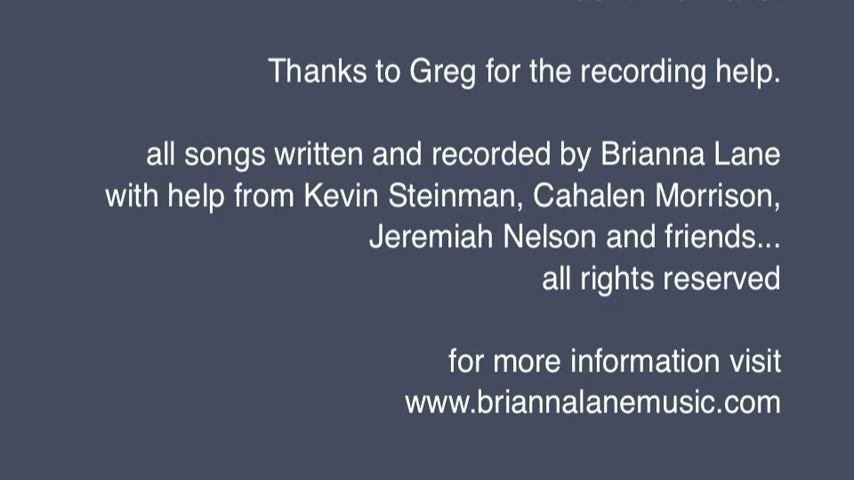 Thanks to Greg for the recording help.
all songs written and recorded by Brianna Lane
with help from Kevin Steinman, Cahalen Morrison,
Jeremiah Nelson and friends...
all rights reserved
for more information visit
www.briannalanemusic.com